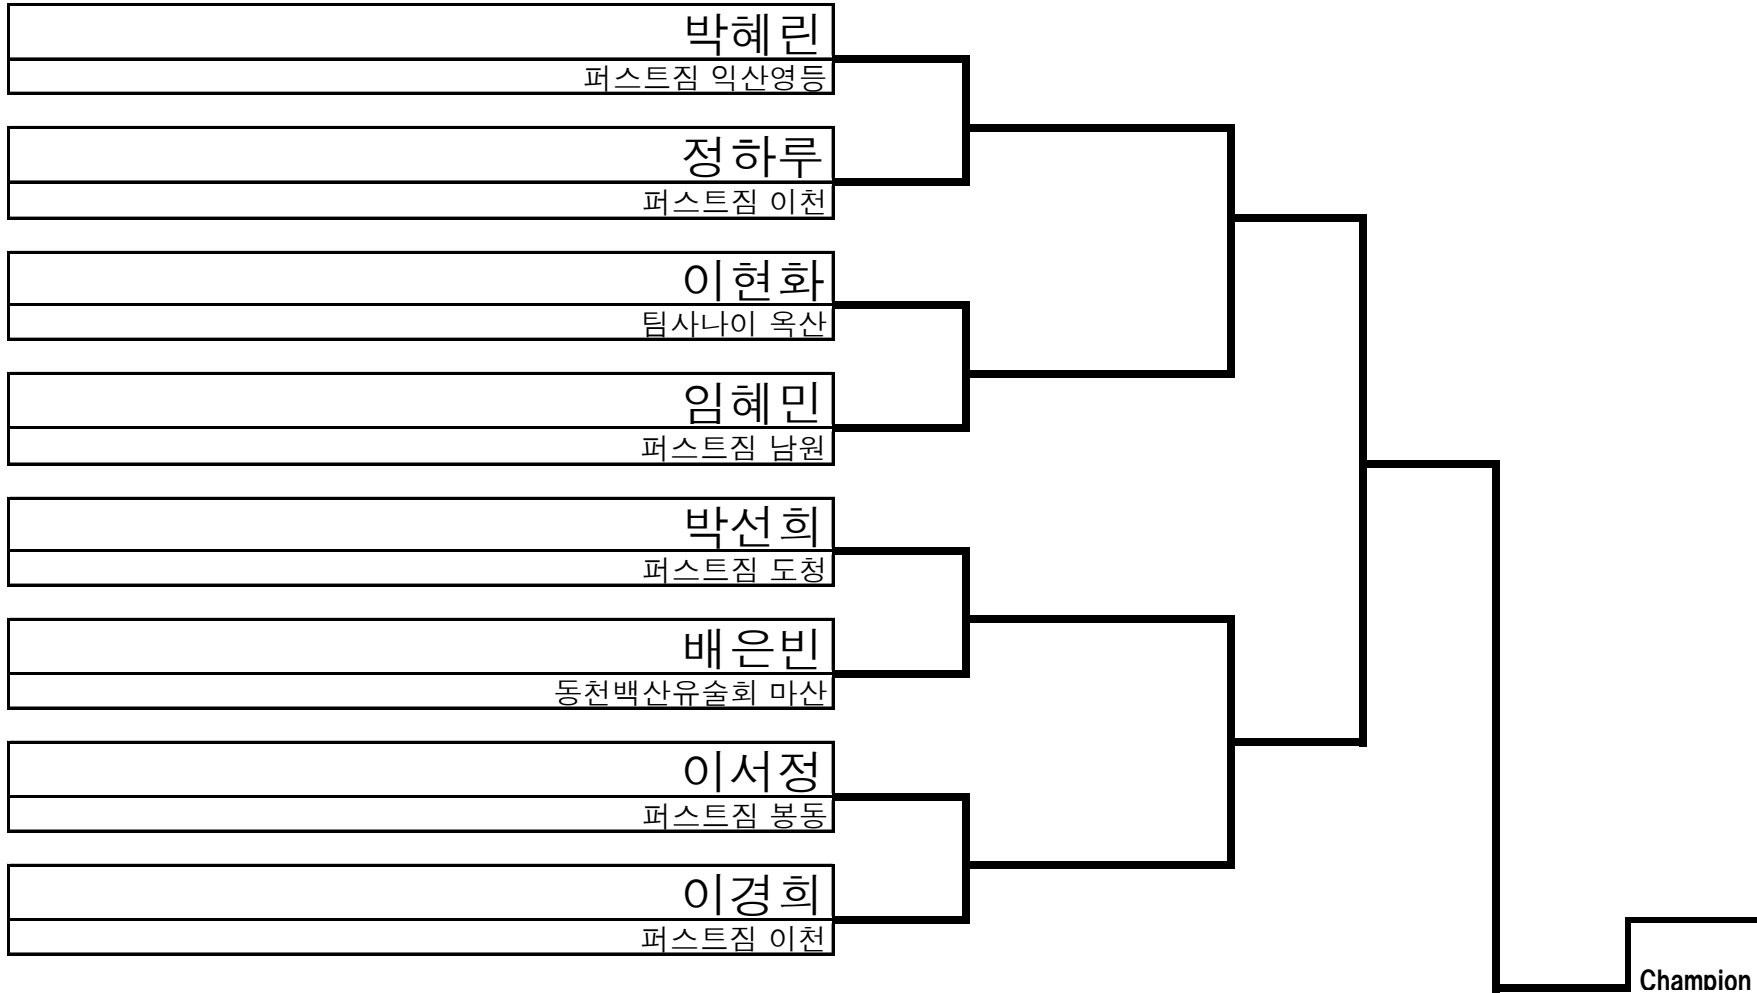 박혜린
퍼스트짐 익산영등
정하루
퍼스트짐 이천
이현화
팀사나이 옥산
임혜민
퍼스트짐 남원
박선희
퍼스트짐 도청
배은빈
동천백산유술회 마산
이서정
퍼스트짐 봉동
이경희
퍼스트짐 이천
Champion